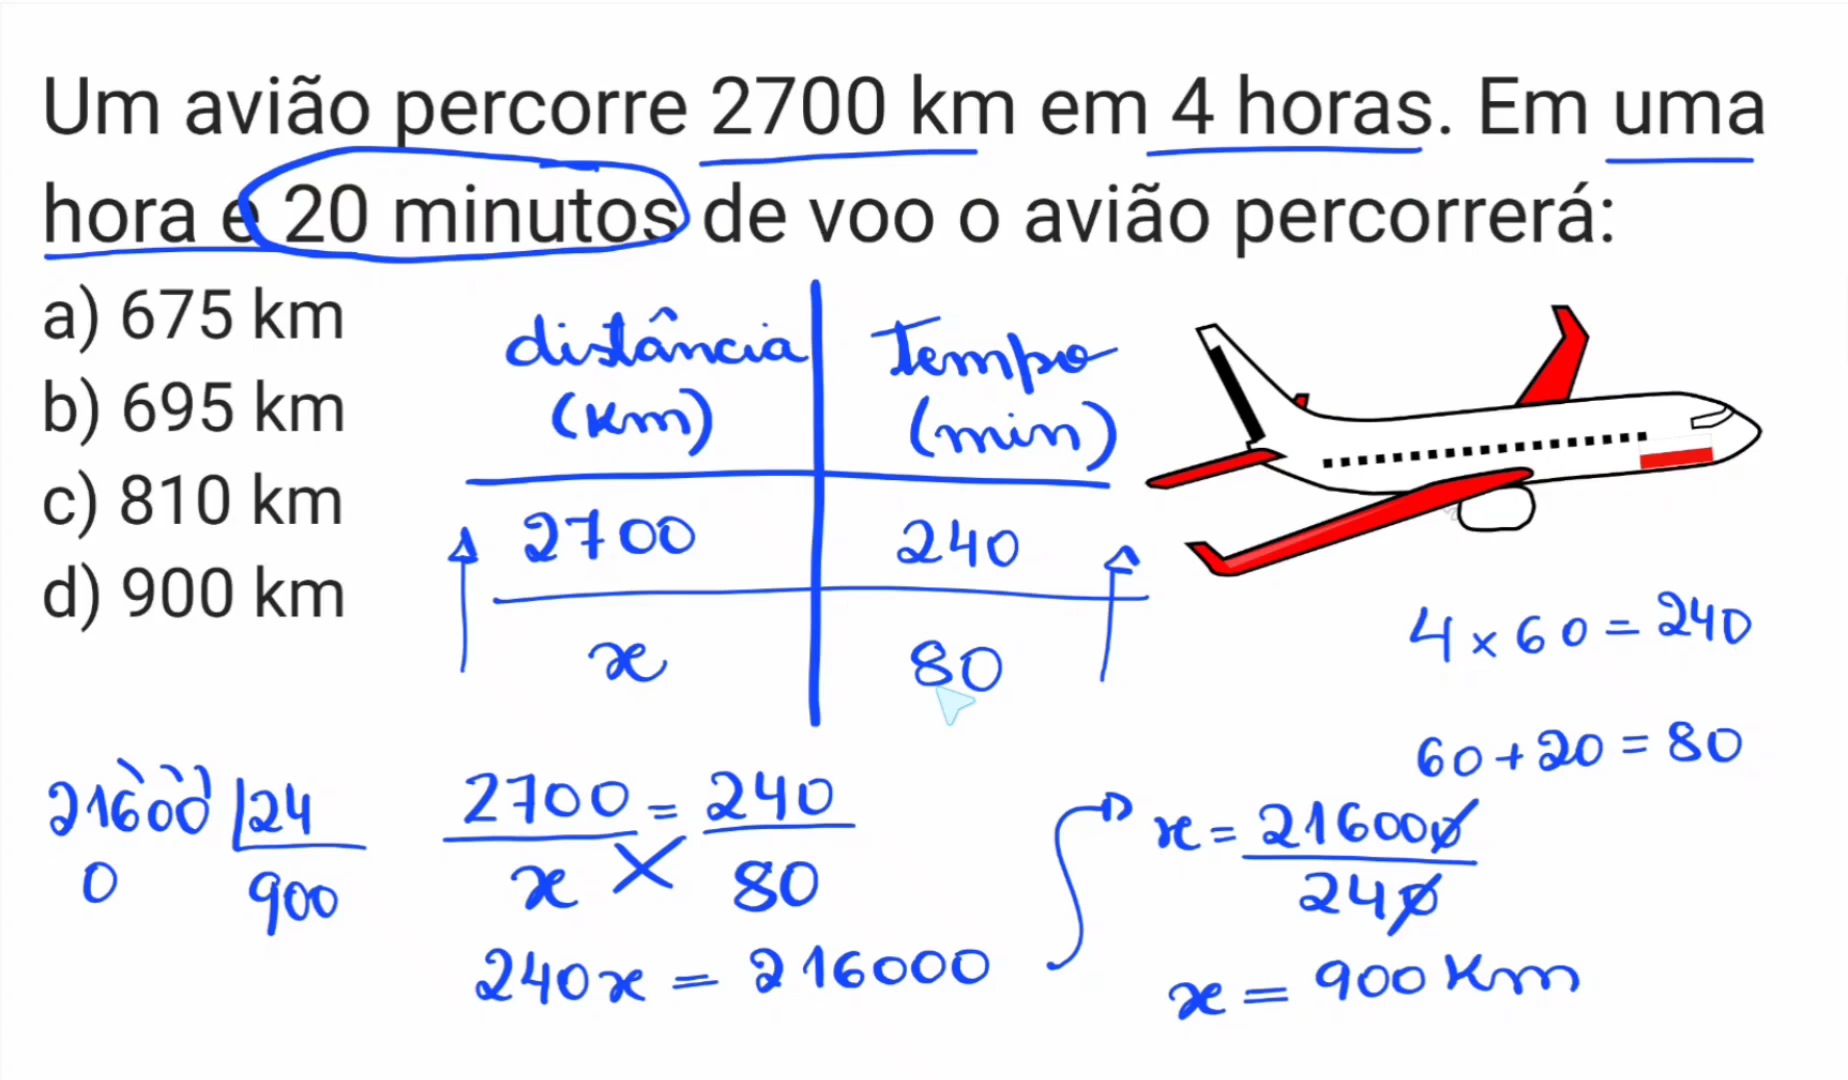 Um avião percorre 2700 km em 4 horas. Em uma
hora e 20 minutos de voo o avião percorrerá:
a) 675 km
b) 695 km
c) 810 km
d) 900 km
distância (km) | Tempo (min)
2700 | 240
x | 80
4 x 60 = 240
60 + 20 = 80
21600 | 24
0 900
2700 / x = 240 / 80
240x = 216000
x = 216000 / 240
x = 900 km